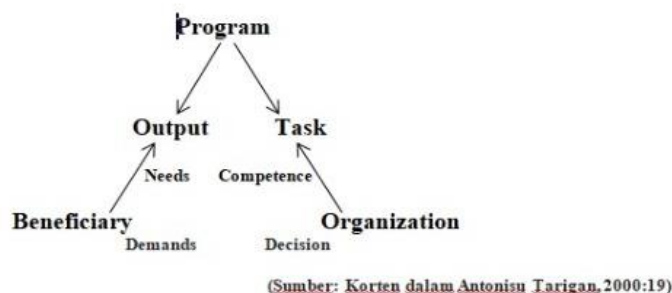 Program
Output Task
Needs Competence
Beneficiary Organization
Demands Decision
(Sumber: Korten dalam Antonisu Tarigan, 2000:19)